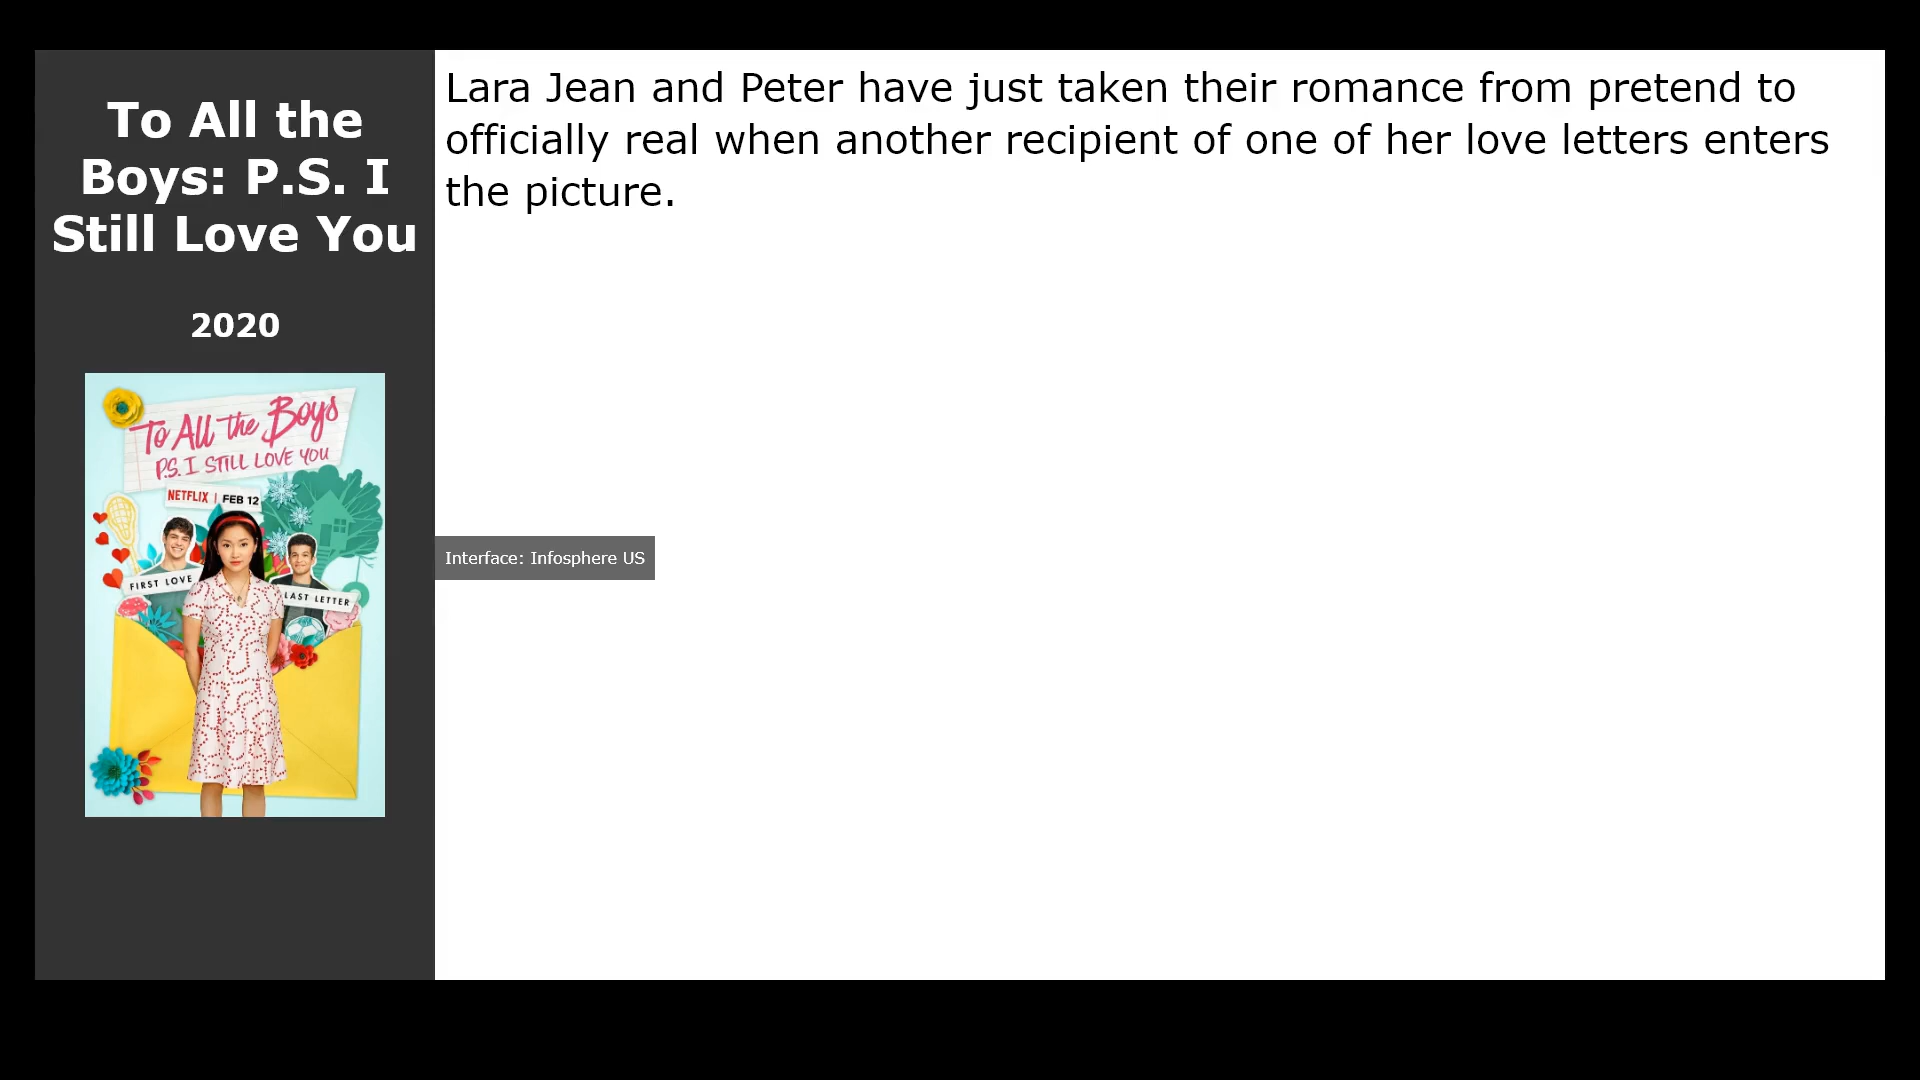 To All the
Boys: P.S. I
Still Love You
2020
To All the Boys
P.S. I STILL LOVE YOU
NETFLIX | FEB 12
FIRST LOVE
LAST LETTER
Lara Jean and Peter have just taken their romance from pretend to
officially real when another recipient of one of her love letters enters
the picture.
Interface: Infosphere US